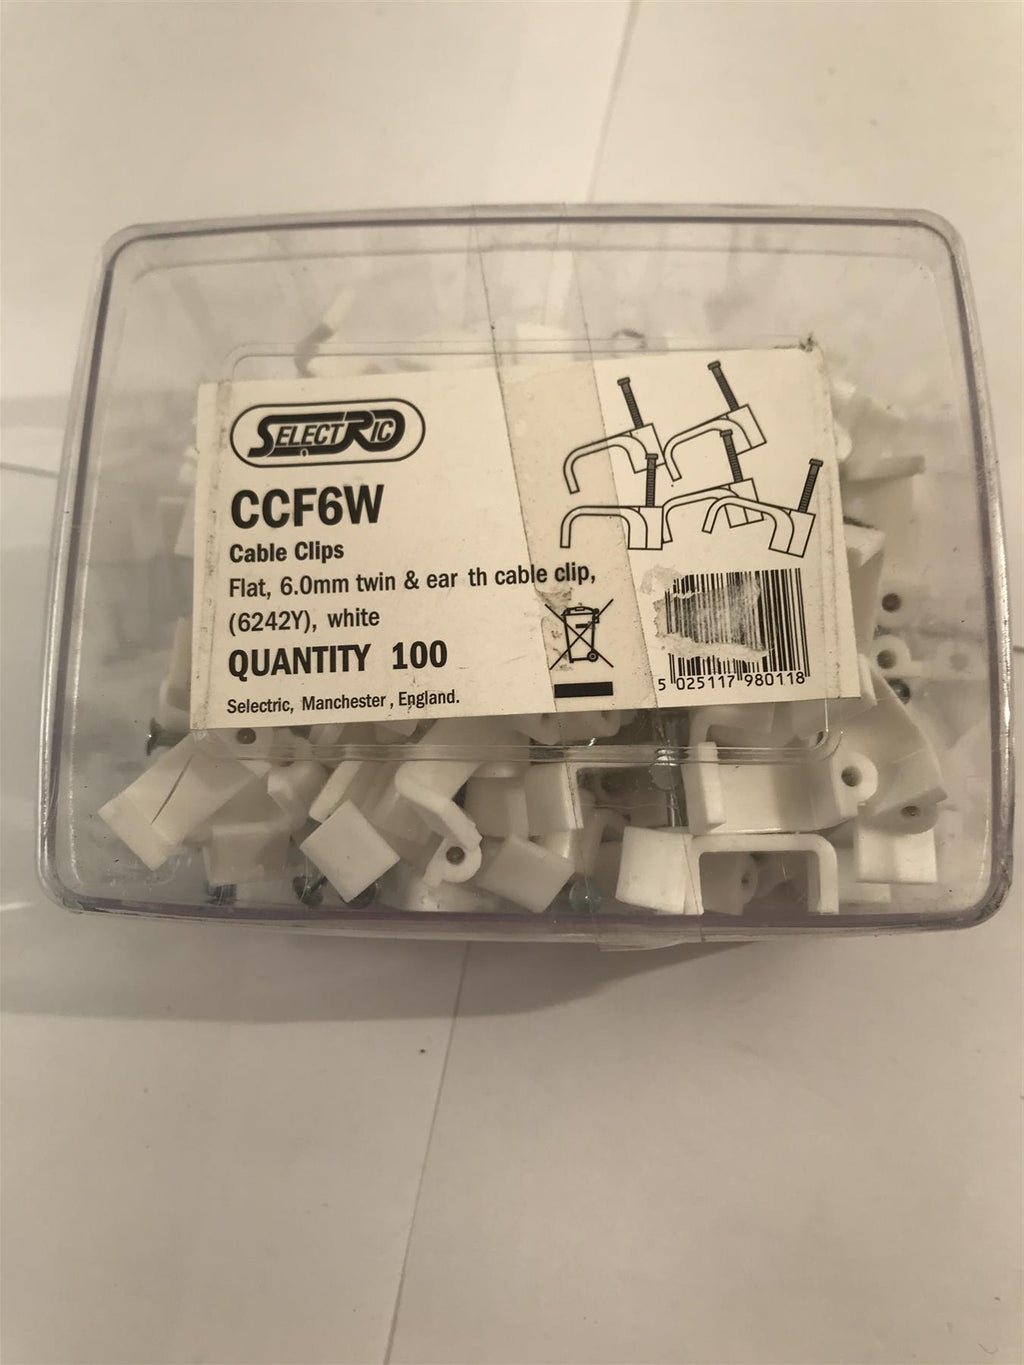 SELECTRIC
CCF6W
Cable Clips
Flat, 6.0mm twin & ear th cable clip,
(6242Y), white
QUANTITY 100
Selectric, Manchester , England.
5 025117 980118